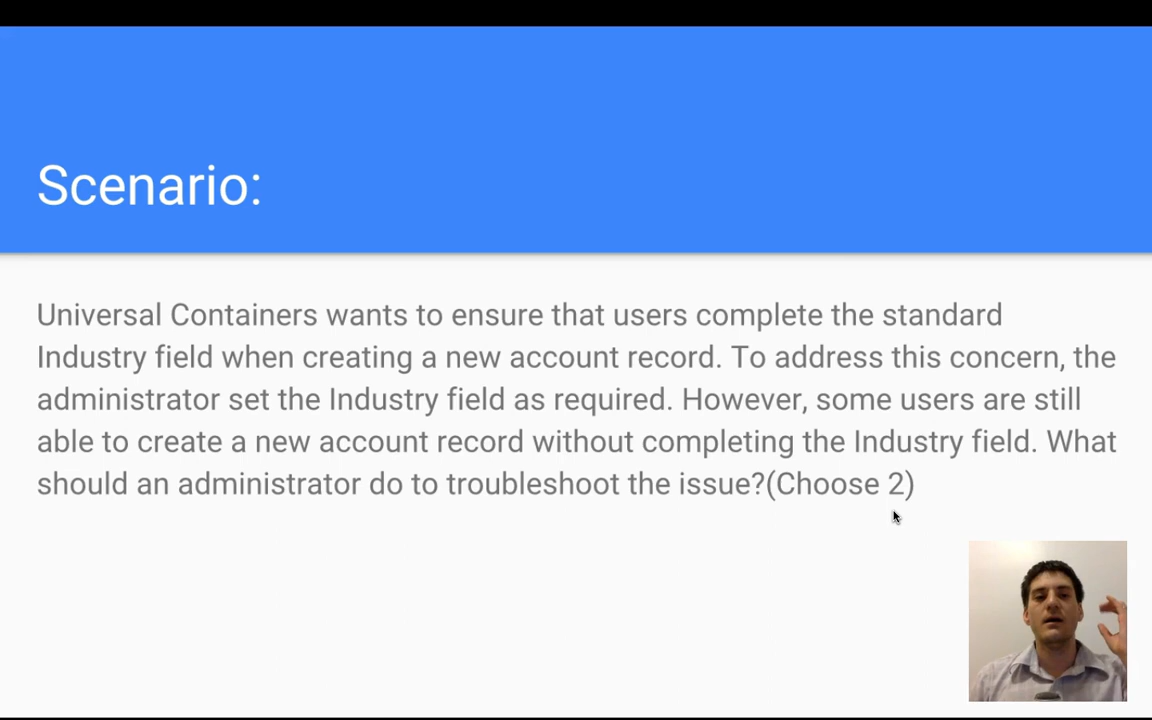 Scenario:
Universal Containers wants to ensure that users complete the standard
Industry field when creating a new account record. To address this concern, the
administrator set the Industry field as required. However, some users are still
able to create a new account record without completing the Industry field. What
should an administrator do to troubleshoot the issue?(Choose 2)